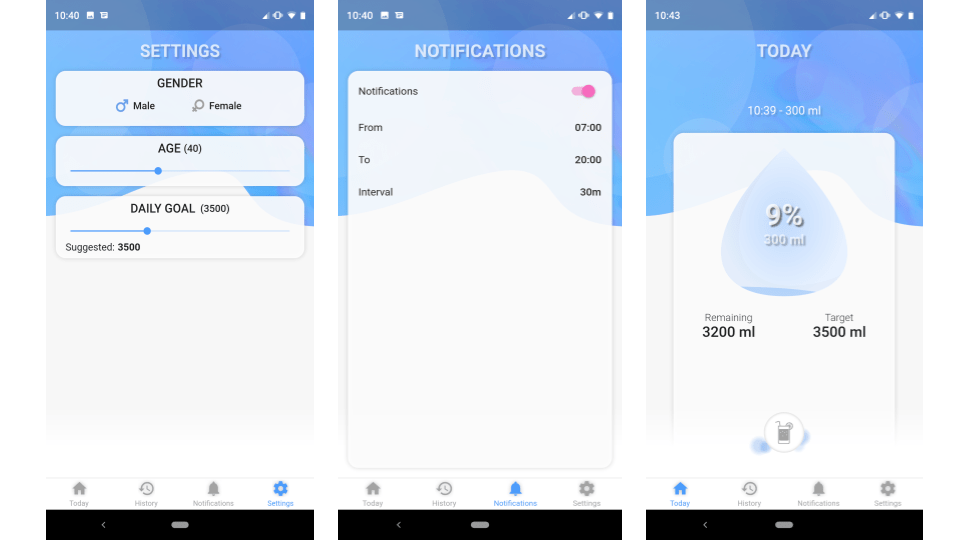 10:40
SETTINGS
GENDER
Male Female
AGE (40)
DAILY GOAL (3500)
Suggested: 3500
Today History Notifications Settings
10:40
NOTIFICATIONS
Notifications
From 07:00
To 20:00
Interval 30m
Today History Notifications Settings
10:43
TODAY
10:39 - 300 ml
9%
300 ml
Remaining Target
3200 ml 3500 ml
Today History Notifications Settings